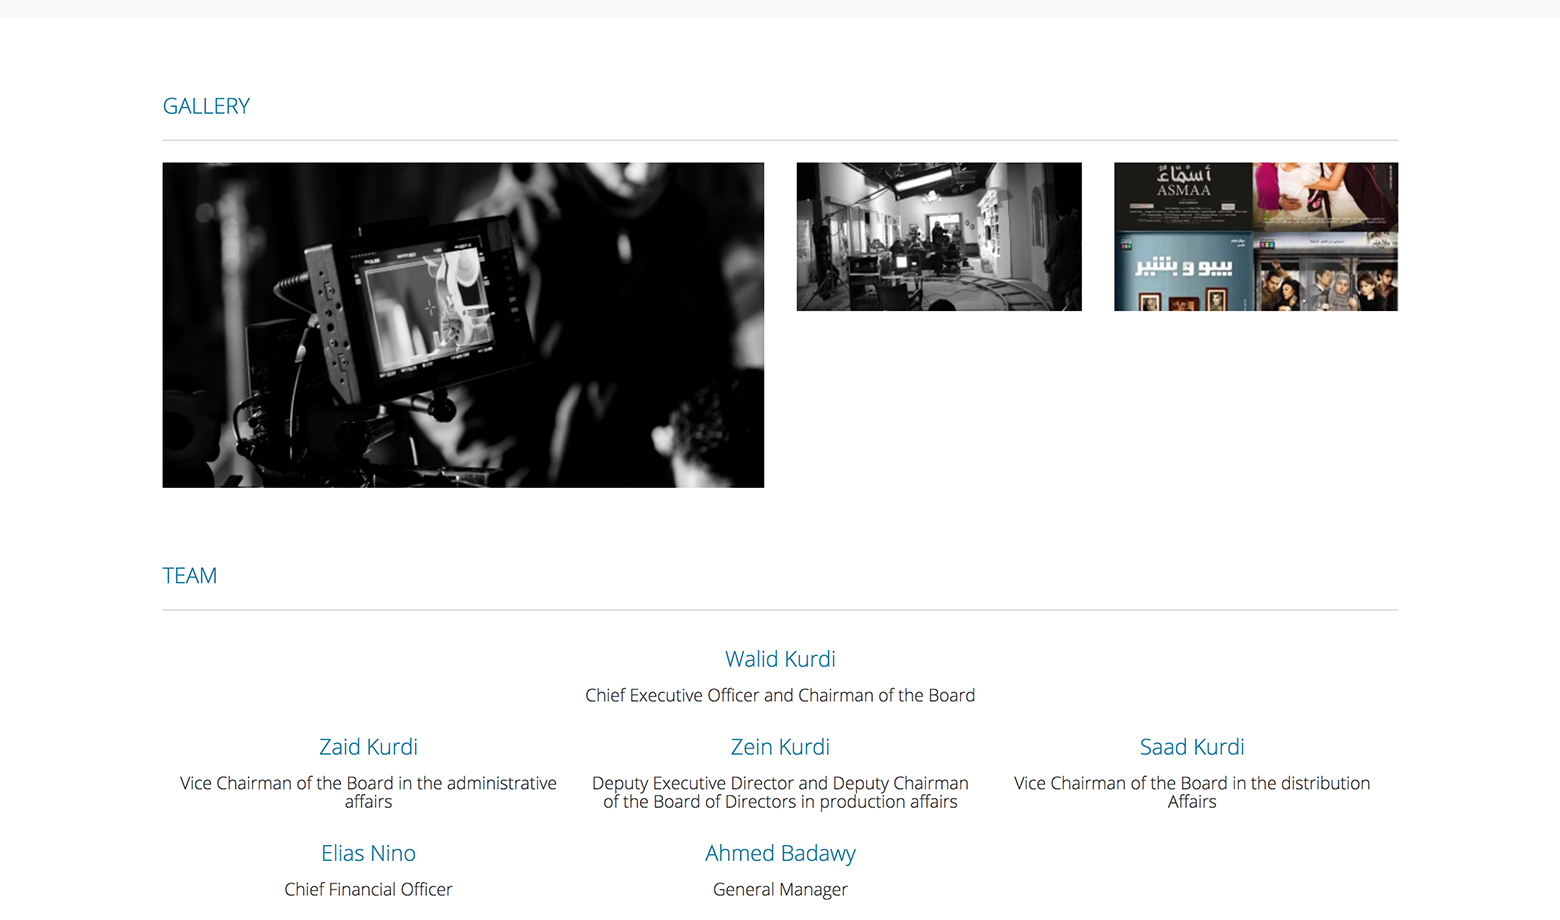 GALLERY
أسماء
ASMAA
بيبو و بشير
TEAM
Walid Kurdi
Chief Executive Officer and Chairman of the Board
Zaid Kurdi
Zein Kurdi
Saad Kurdi
Vice Chairman of the Board in the administrative
affairs
Deputy Executive Director and Deputy Chairman
of the Board of Directors in production affairs
Vice Chairman of the Board in the distribution
Affairs
Elias Nino
Ahmed Badawy
Chief Financial Officer
General Manager